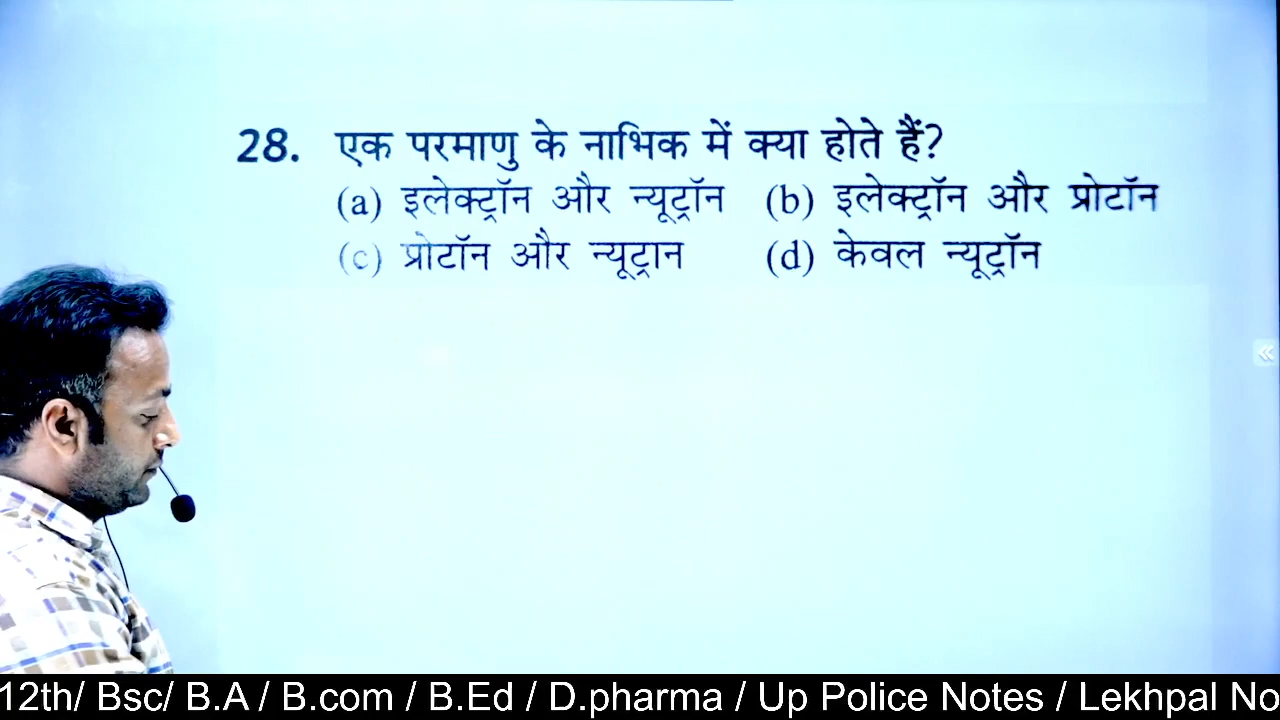 28. एक परमाणु के नाभिक में क्या होते हैं?
(a) इलेक्ट्रॉन और न्यूट्रॉन (b) इलेक्ट्रॉन और प्रोटॉन
(c) प्रोटॉन और न्यूट्रान (d) केवल न्यूट्रॉन
12th/ Bsc/ B.A / B.com / B.Ed / D.pharma / Up Police Notes / Lekhpal No